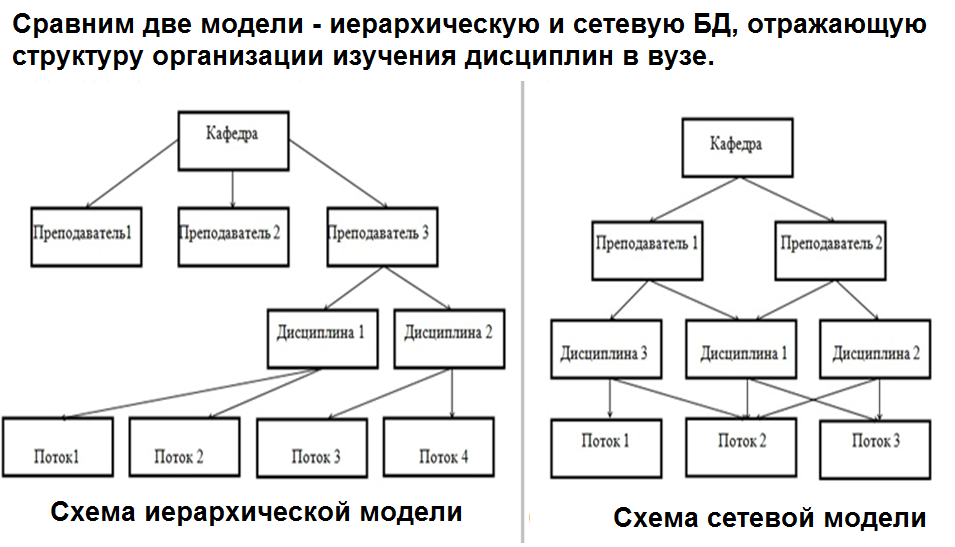 Сравним две модели - иерархическую и сетевую БД, отражающую
структуру организации изучения дисциплин в вузе.
Кафедра
Преподаватель1
Преподаватель 2
Преподаватель 3
Дисциплина 1
Дисциплина 2
Поток1
Поток 2
Поток 3
Поток 4
Схема иерархической модели
Кафедра
Преподаватель 1
Преподаватель 2
Дисциплина 3
Дисциплина 1
Дисциплина 2
Поток 1
Поток 2
Поток 3
Схема сетевой модели